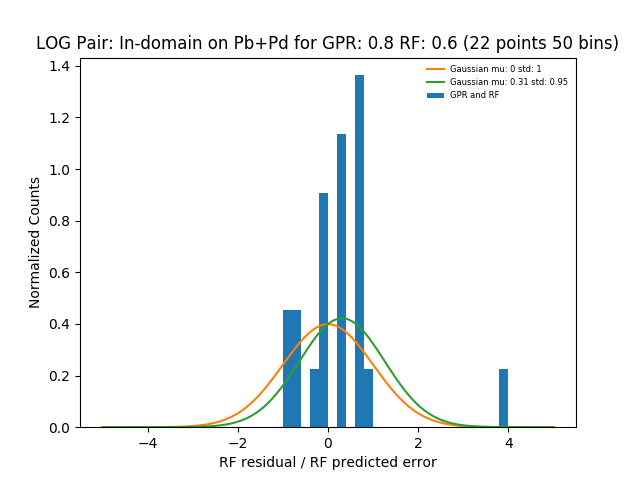 LOG Pair: In-domain on Pb+Pd for GPR: 0.8 RF: 0.6 (22 points 50 bins)
Gaussian mu: 0 std: 1
Gaussian mu: 0.31 std: 0.95
GPR and RF
Normalized Counts
1.4
1.2
1.0
0.8
0.6
0.4
0.2
0.0
−4 −2 0 2 4
RF residual / RF predicted error